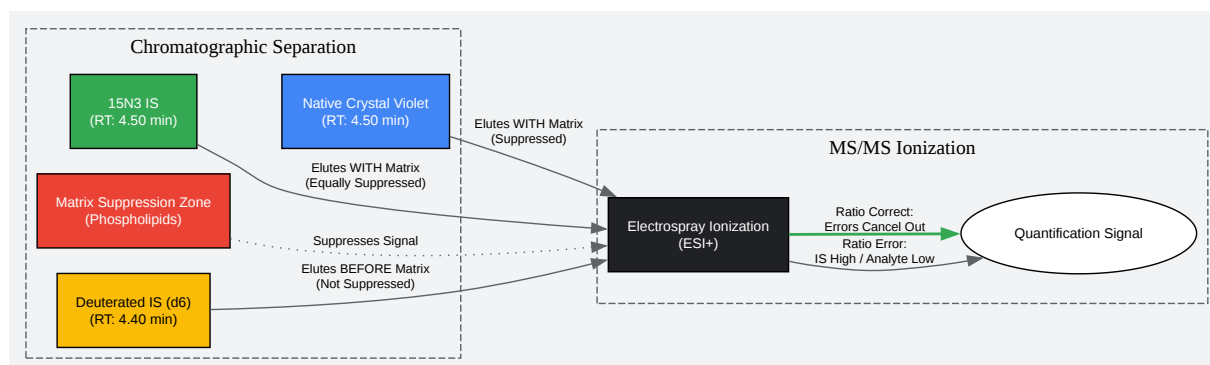 Chromatographic Separation
15N3 IS
(RT: 4.50 min)
Native Crystal Violet
(RT: 4.50 min)
Elutes WITH Matrix
(Suppressed)
MS/MS Ionization
Elutes WITH Matrix
(Equally Suppressed)
Matrix Suppression Zone
(Phospholipids)
Suppresses Signal
Elutes BEFORE Matrix
(Not Suppressed)
Deuterated IS (d6)
(RT: 4.40 min)
Electrospray Ionization
(ESI+)
Ratio Correct:
Errors Cancel Out
Ratio Error:
IS High / Analyte Low
Quantification Signal